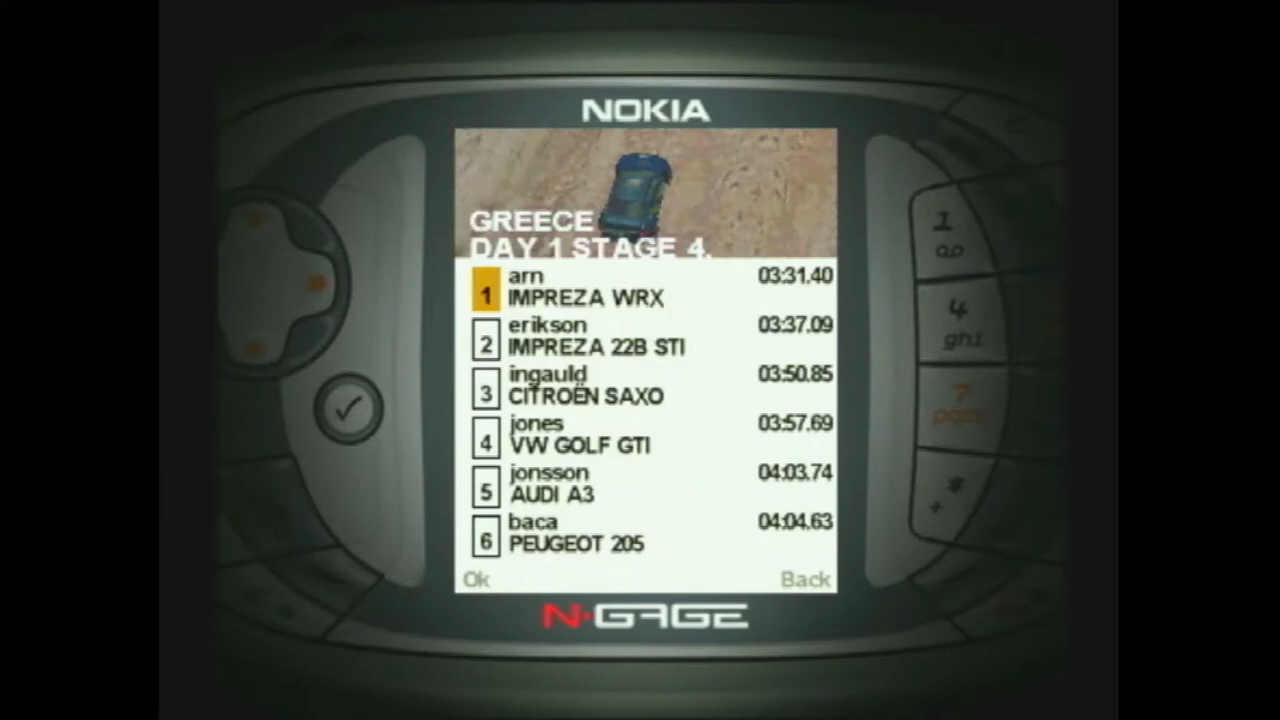 NOKIA
GREECE
DAY 1 STAGE 4.
1 arn 03:31.40
IMPREZA WRX
2 erikson 03:37.09
IMPREZA 22B STI
3 ingauld 03:50.85
CITROËN SAXO
4 jones 03:57.69
VW GOLF GTI
5 jonsson 04:03.74
AUDI A3
6 baca 04:04.63
PEUGEOT 205
Ok Back
N-GAGE
1
4
ghi
7
*
+